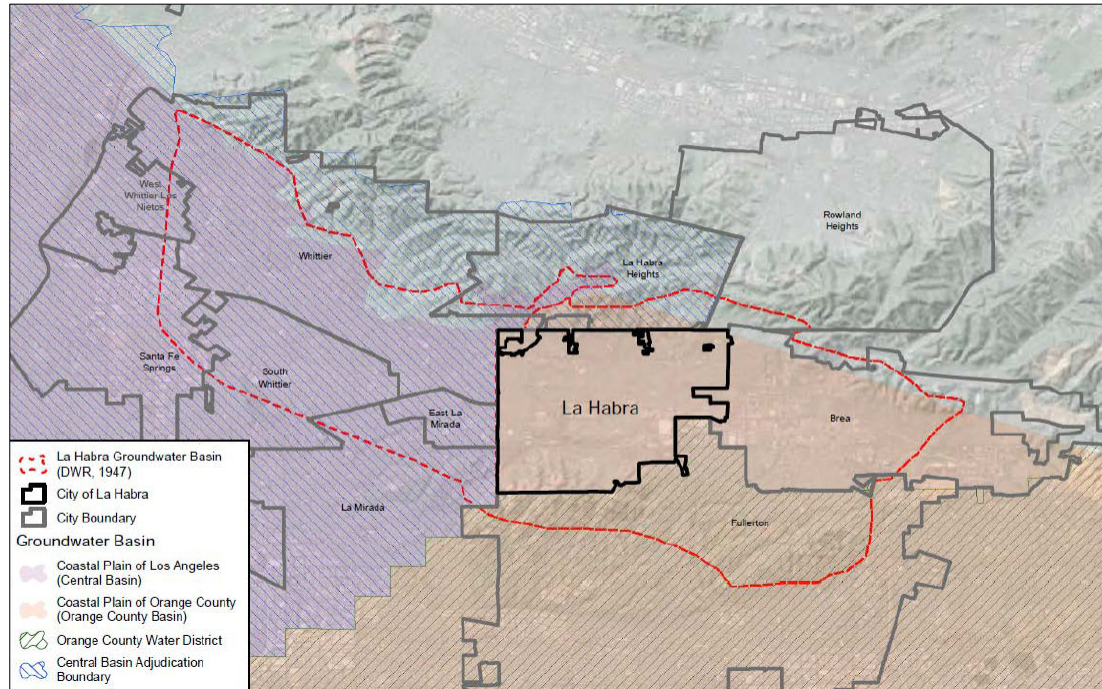 West
Whittier-Los
Nietos
Whittier
Rowland
Heights
La Habra
Heights
Santa Fe
Springs
South
Whittier
East La
Mirada
La Habra
Brea
La Mirada
Fullerton
La Habra Groundwater Basin
(DWR, 1947)
City of La Habra
City Boundary
Groundwater Basin
Coastal Plain of Los Angeles
(Central Basin)
Coastal Plain of Orange County
(Orange County Basin)
Orange County Water District
Central Basin Adjudication
Boundary